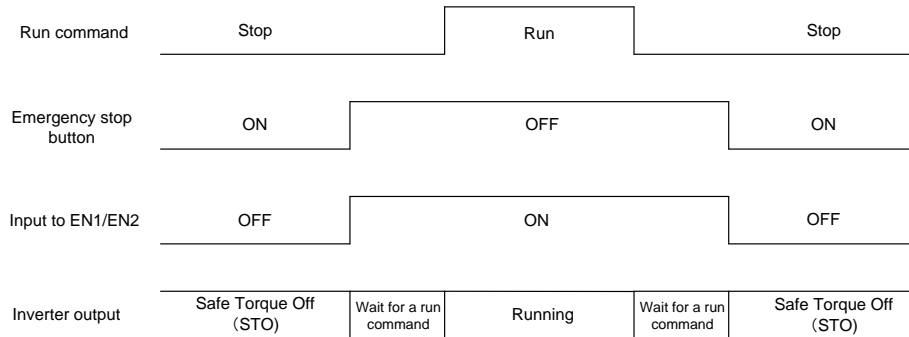 Run command
Stop
Run
Stop
Emergency stop
button
ON
OFF
ON
Input to EN1/EN2
OFF
ON
OFF
Inverter output
Safe Torque Off
（STO)
Wait for a run
command
Running
Wait for a run
command
Safe Torque Off
（STO)